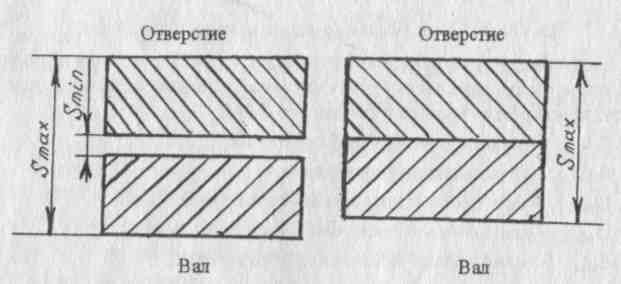 Отверстие
Отверстие
Smin
Smax
Smax
Вал
Вал